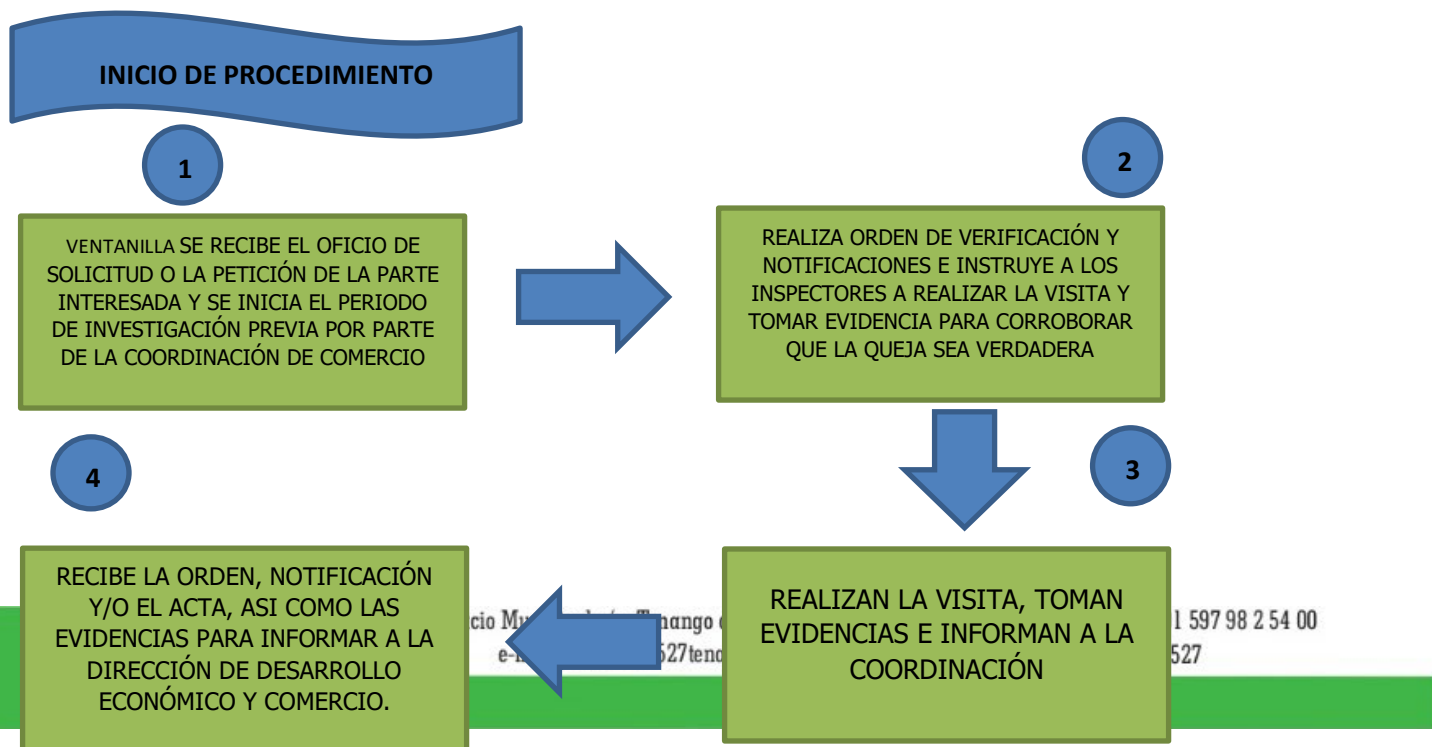 INICIO DE PROCEDIMIENTO
1
VENTANILLA SE RECIBE EL OFICIO DE
SOLICITUD O LA PETICIÓN DE LA PARTE
INTERESADA Y SE INICIA EL PERIODO
DE INVESTIGACIÓN PREVIA POR PARTE
DE LA COORDINACIÓN DE COMERCIO
2
REALIZA ORDEN DE VERIFICACIÓN Y
NOTIFICACIONES E INSTRUYE A LOS
INSPECTORES A REALIZAR LA VISITA Y
TOMAR EVIDENCIA PARA CORROBORAR
QUE LA QUEJA SEA VERDADERA
3
REALIZAN LA VISITA, TOMAN
EVIDENCIAS E INFORMAN A LA
COORDINACIÓN
4
RECIBE LA ORDEN, NOTIFICACIÓN
Y/O EL ACTA, ASI COMO LAS
EVIDENCIAS PARA INFORMAR A LA
DIRECCIÓN DE DESARROLLO
ECONÓMICO Y COMERCIO.
1 597 98 2 54 00
527